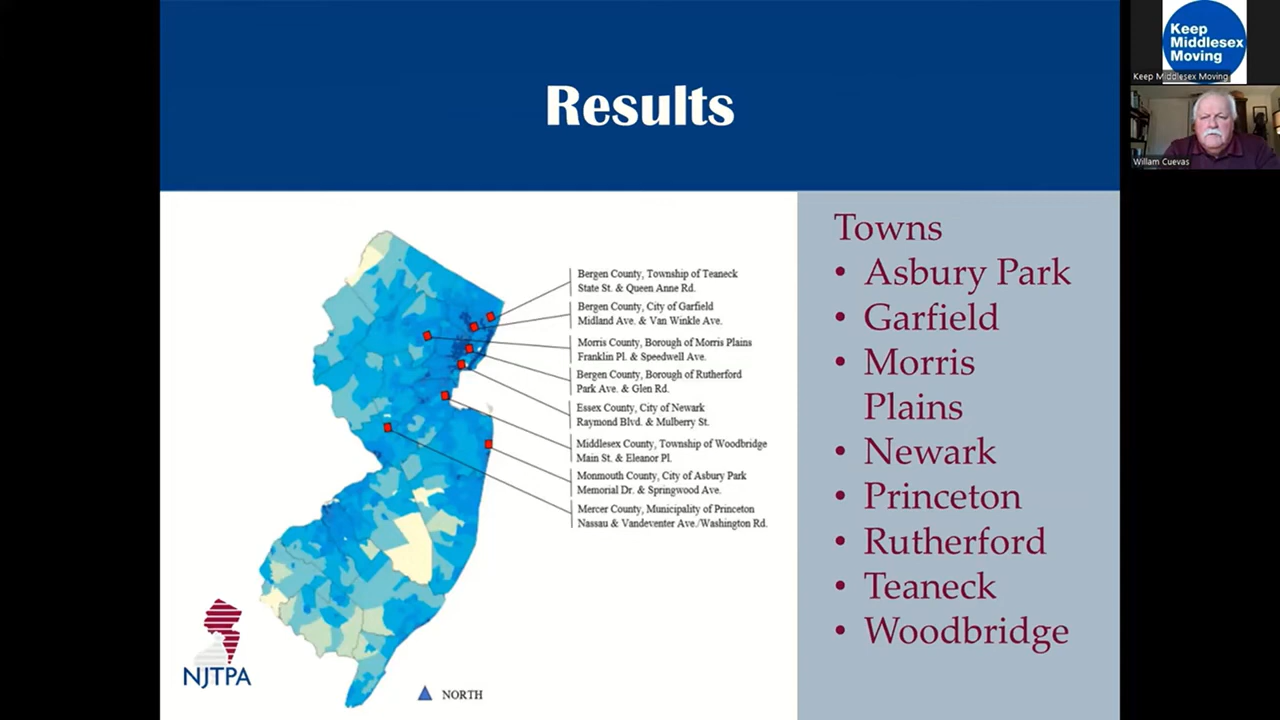 Results
Bergen County, Township of Teaneck
State St. & Queen Anne Rd.
Bergen County, City of Garfield
Midland Ave. & Van Winkle Ave.
Morris County, Borough of Morris Plains
Franklin Pl. & Speedwell Ave.
Bergen County, Borough of Rutherford
Park Ave. & Glen Rd.
Essex County, City of Newark
Raymond Blvd. & Mulberry St.
Middlesex County, Township of Woodbridge
Main St. & Eleanor Pl.
Monmouth County, City of Asbury Park
Memorial Dr. & Springwood Ave.
Mercer County, Municipality of Princeton
Nassau & Vandeventer Ave./Washington Rd.
NJTPA
NORTH
Towns
• Asbury Park
• Garfield
• Morris
Plains
• Newark
• Princeton
• Rutherford
• Teaneck
• Woodbridge
Keep
Middlesex
Moving
Keep Middlesex Moving
Willam Cuevas